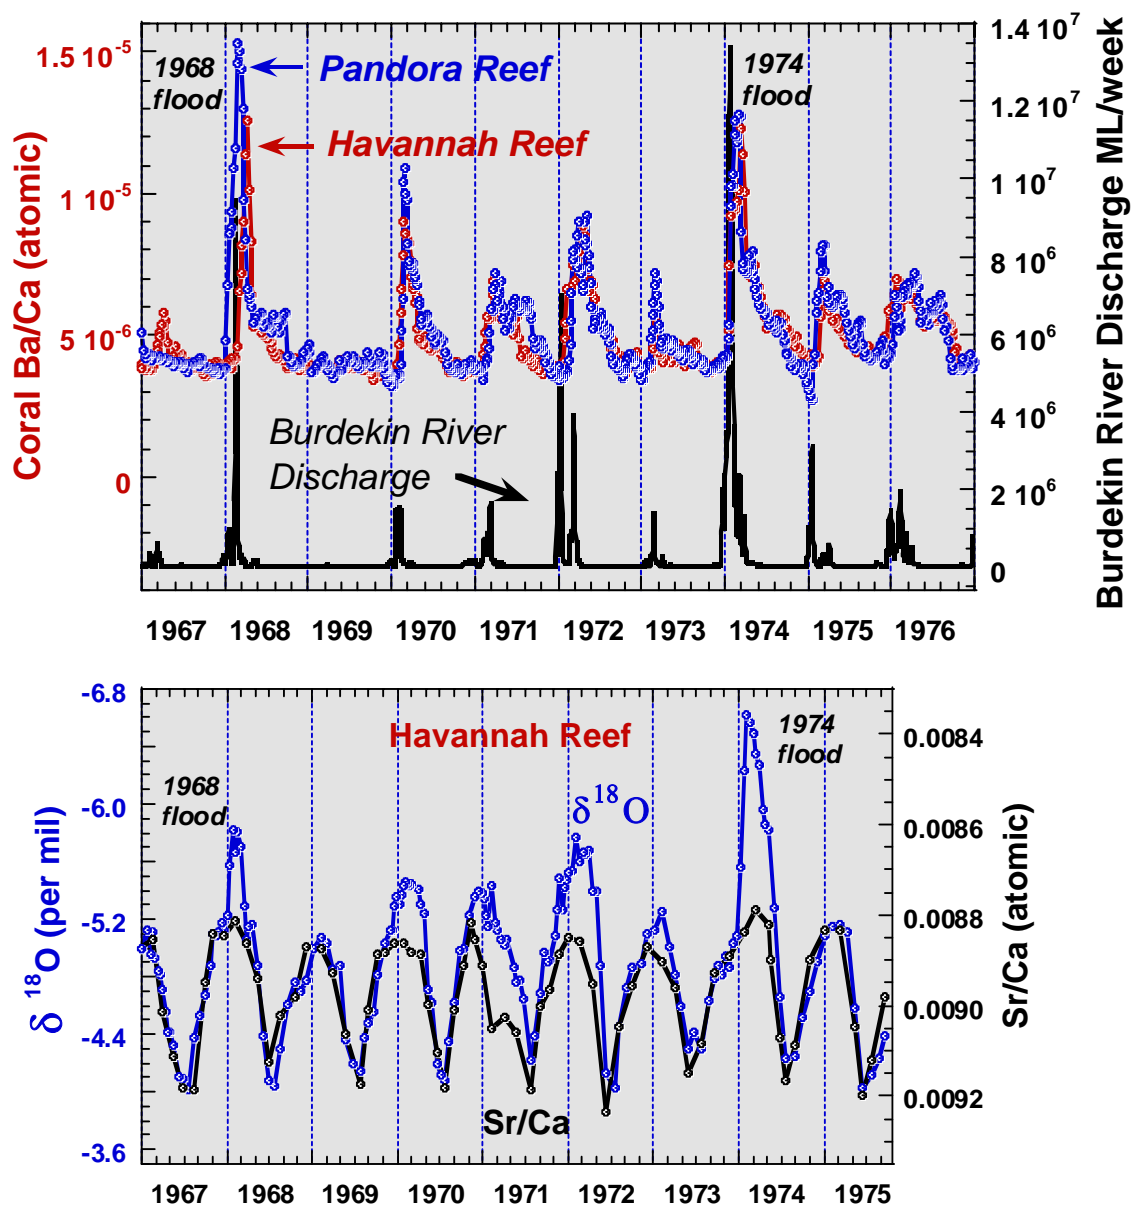 1.5 10⁻⁵
1 10⁻⁵
5 10⁻⁶
0
Coral Ba/Ca (atomic)
1968
flood
Pandora Reef
Havannah Reef
1974
flood
Burdekin River
Discharge
1.4 10⁷
1.2 10⁷
1 10⁷
8 10⁶
6 10⁶
4 10⁶
2 10⁶
0
Burdekin River Discharge ML/week
1967 1968 1969 1970 1971 1972 1973 1974 1975 1976
-6.8
-6.0
-5.2
-4.4
-3.6
δ ¹⁸O (per mil)
Havannah Reef
1968
flood
1974
flood
δ¹⁸O
Sr/Ca
0.0084
0.0086
0.0088
0.0090
0.0092
Sr/Ca (atomic)
1967 1968 1969 1970 1971 1972 1973 1974 1975